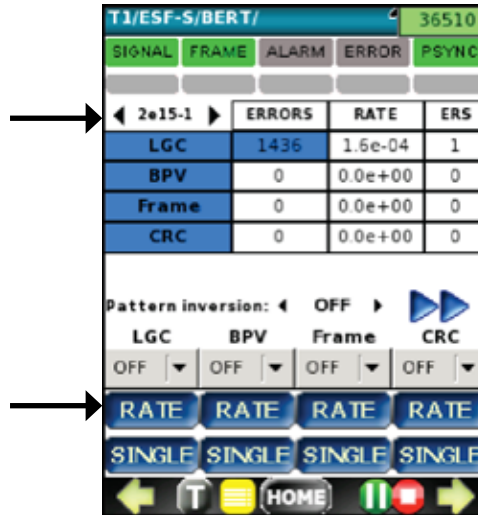 T1/ESF-S/BERT/ 36510
SIGNAL FRAME ALARM ERROR PSYNC
2e15-1 ERRORS RATE ERS
LGC 1436 1.6e-04 1
BPV 0 0.0e+00 0
Frame 0 0.0e+00 0
CRC 0 0.0e+00 0
Pattern inversion: OFF
LGC BPV Frame CRC
OFF OFF OFF OFF
RATE RATE RATE RATE
SINGLE SINGLE SINGLE SINGLE
T HOME